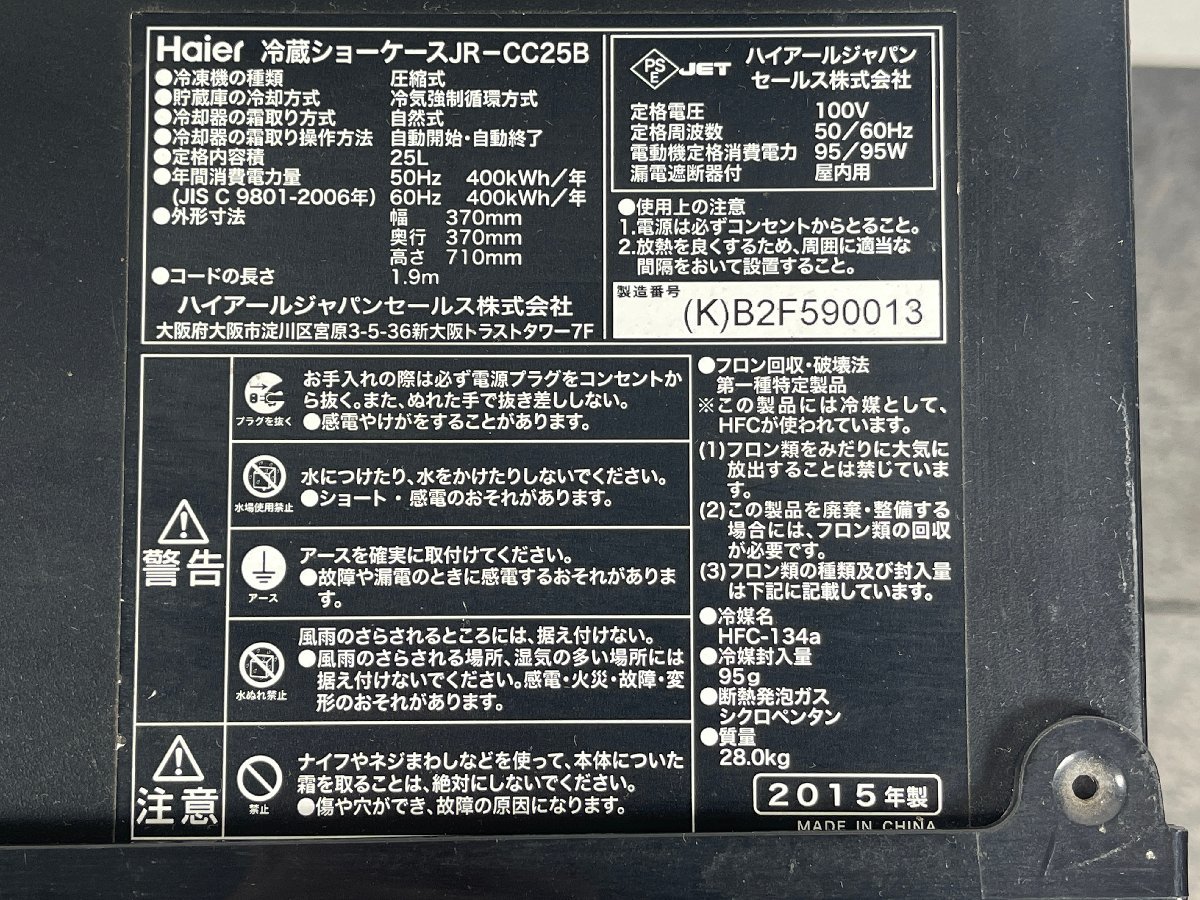 Haier 冷蔵ショーケースJR-CC25B
●冷凍機の種類 圧縮式
●貯蔵庫の冷却方式 冷気強制循環方式
●冷却器の霜取り方式 自然式
●冷却器の霜取り操作方法 自動開始・自動終了
●定格内容積 25L
●年間消費電力量 50Hz 400kWh/年
(JIS C 9801-2006年) 60Hz 400kWh/年
●外形寸法 幅 370mm
奥行 370mm
高さ 710mm
●コードの長さ 1.9m
ハイアールジャパンセールス株式会社
大阪府大阪市淀川区宮原3-5-36新大阪トラストタワー7F
PS
E
JET
ハイアールジャパン
セールス株式会社
定格電圧 100V
定格周波数 50/60Hz
電動機定格消費電力 95/95W
漏電遮断器付 屋内用
●使用上の注意
1.電源は必ずコンセントからとること。
2.放熱を良くするため、周囲に適当な
間隔をおいて設置すること。
製造番号
(K)B2F590013
警告
プラグを抜く
お手入れの際は必ず電源プラグをコンセントか
ら抜く。また、ぬれた手で抜き差ししない。
●感電やけがをすることがあります。
水場使用禁止
水につけたり、水をかけたりしないでください。
●ショート・感電のおそれがあります。
アース
アースを確実に取付けてください。
●故障や漏電のときに感電するおそれがありま
す。
水ぬれ禁止
風雨のさらされるところには、据え付けない。
●風雨のさらされる場所、湿気の多い場所には
据え付けないでください。感電・火災・故障・変
形のおそれがあります。
注意
禁止
ナイフやネジまわしなどを使って、本体についた
霜を取ることは、絶対にしないでください。
●傷や穴ができ、故障の原因になります。
●フロン回収・破壊法
第一種特定製品
※この製品には冷媒として、
HFCが使われています。
(1)フロン類をみだりに大気に
放出することは禁じていま
す。
(2)この製品を廃棄・整備する
場合には、フロン類の回収
が必要です。
(3)フロン類の種類及び封入量
は下記に記載しています。
●冷媒名
HFC-134a
●冷媒封入量
95g
●断熱発泡ガス
シクロペンタン
●質量
28.0kg
2015年製
MADE IN CHINA